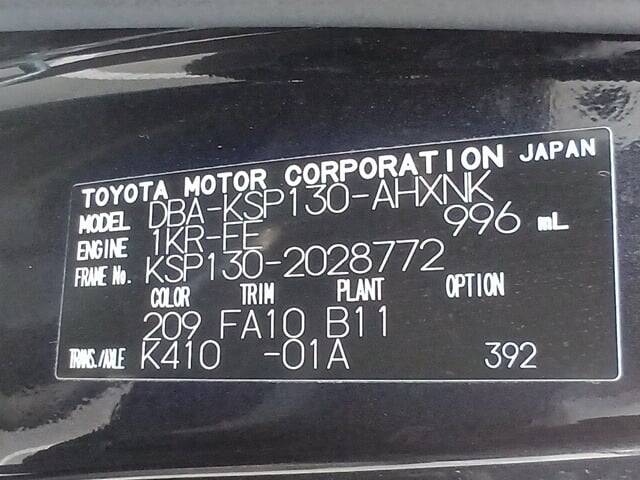 TOYOTA MOTOR CORPORATION JAPAN
MODEL DBA-KSP130-AHXNK
ENGINE 1KR-FE 996 mL
FRAME No. KSP130-2028772
COLOR TRIM PLANT OPTION
209 FA10 B11
TRANS./AXLE K410 -01A 392